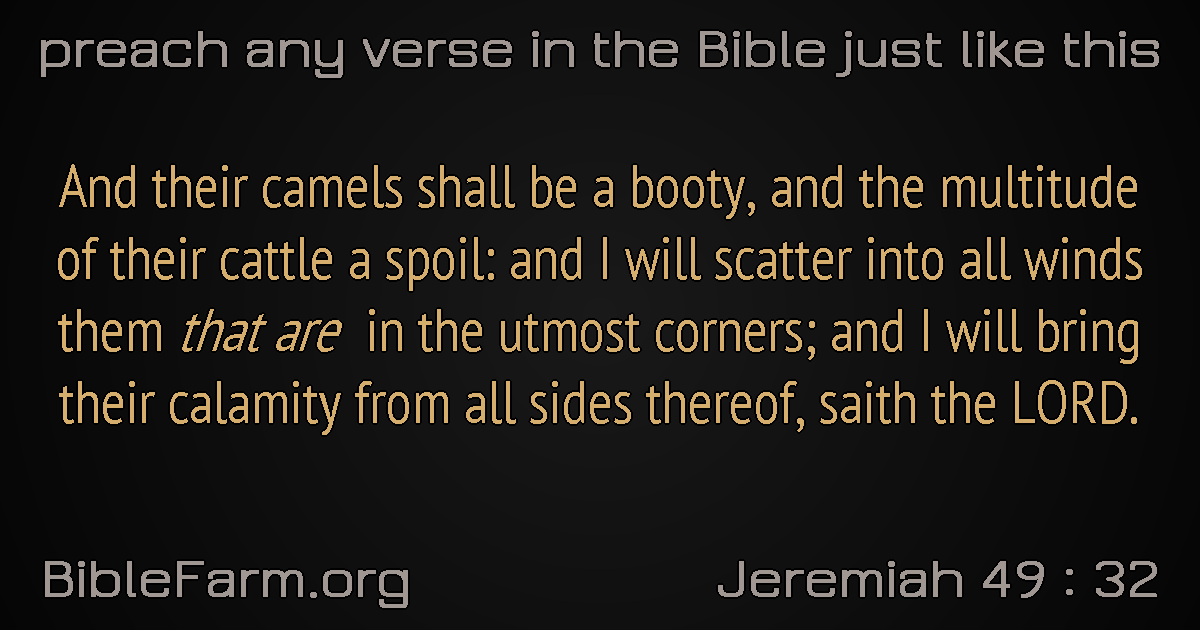 preach any verse in the Bible just like this
And their camels shall be a booty, and the multitude
of their cattle a spoil: and I will scatter into all winds
them that are in the utmost corners; and I will bring
their calamity from all sides thereof, saith the LORD.
BibleFarm.org
Jeremiah 49 : 32